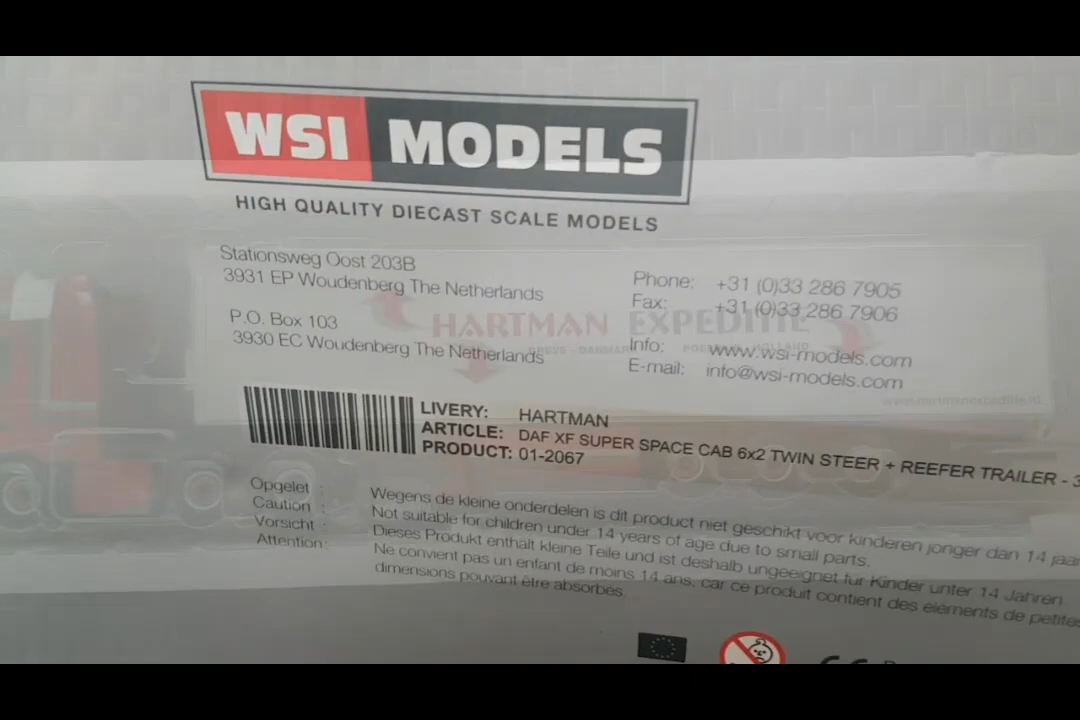 WSI MODELS
HIGH QUALITY DIECAST SCALE MODELS
Stationsweg Oost 203B
3931 EP Woudenberg The Netherlands
P.O. Box 103
3930 EC Woudenberg The Netherlands
Phone: +31 (0)33 286 7905
Fax: +31 (0)33 286 7906
Info: www.wsi-models.com
E-mail: info@wsi-models.com
HARTMAN EXPEDITIE
LIVERY: HARTMAN
ARTICLE: DAF XF SUPER SPACE CAB 6x2 TWIN STEER + REEFER TRAILER - 3
PRODUCT: 01-2067
Opgelet : Wegens de kleine onderdelen is dit product niet geschikt voor kinderen jonger dan 14 jaar
Caution : Not suitable for children under 14 years of age due to small parts.
Vorsicht : Dieses Produkt enthält kleine Teile und ist deshalb ungeeignet für Kinder unter 14 Jahren.
Attention: Ne convient pas un enfant de moins 14 ans, car ce produit contient des élements de petites
dimensions pouvant être absorbés.